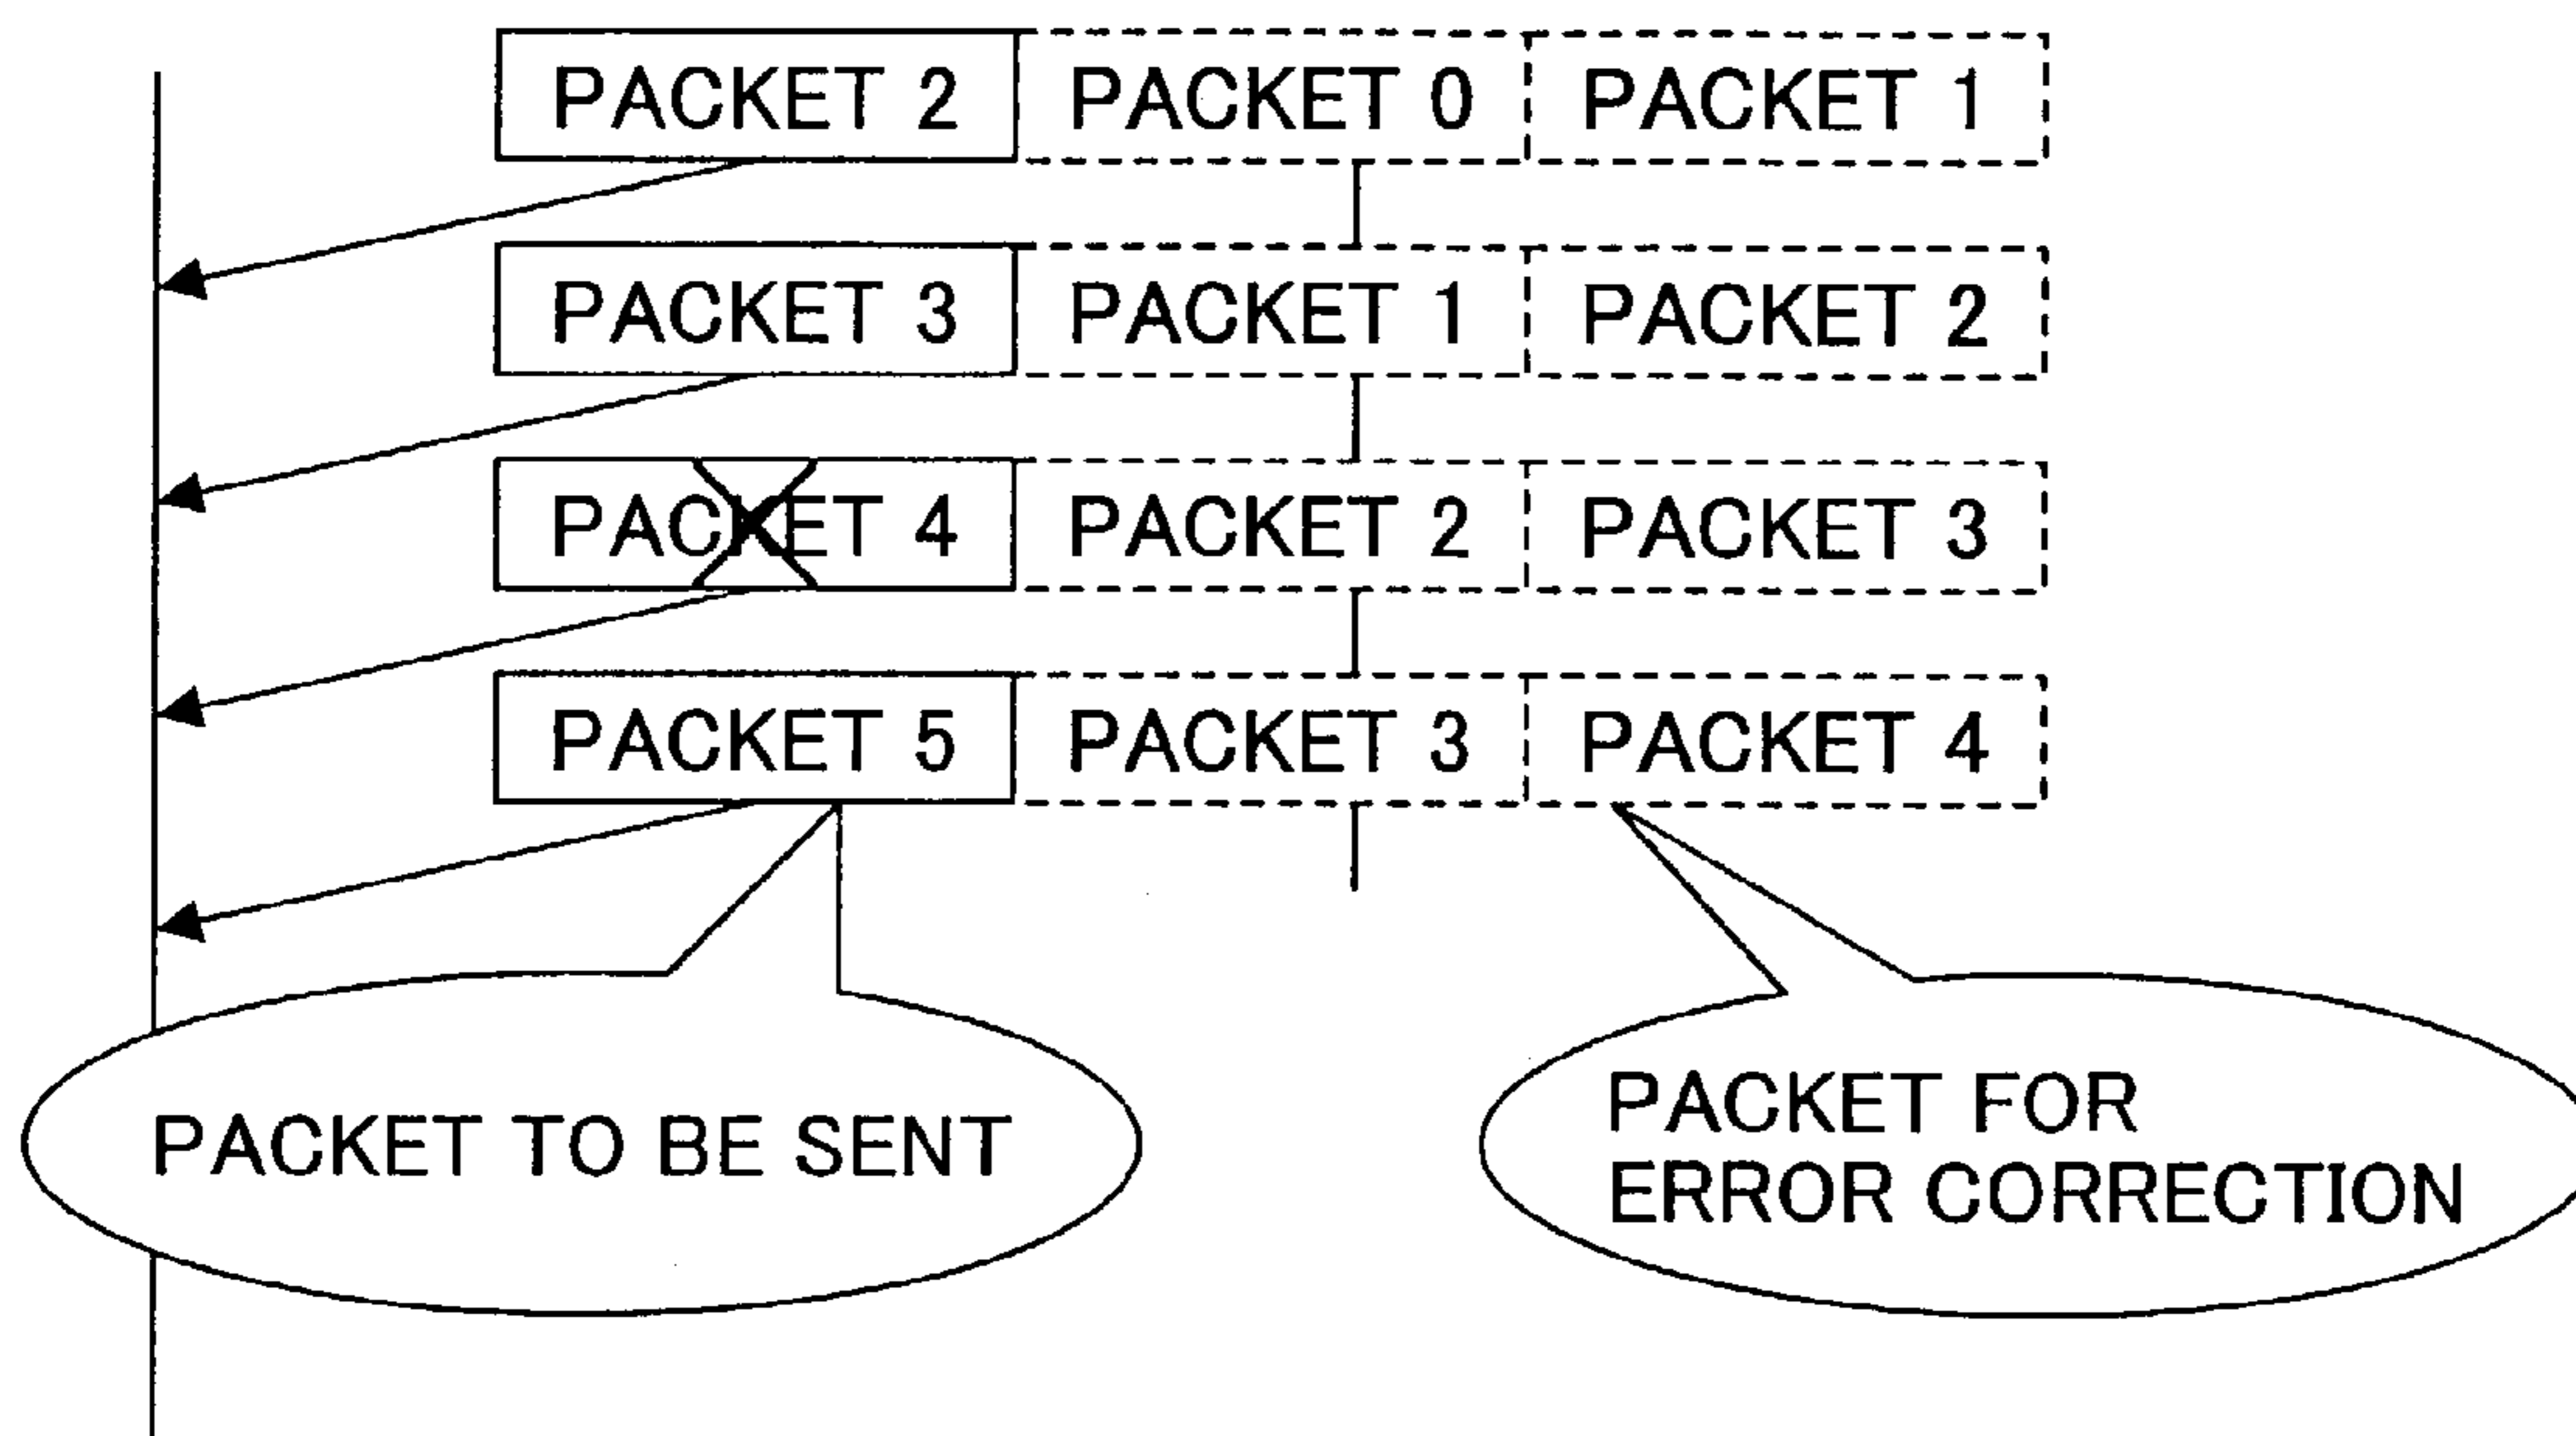 PACKET 2 PACKET 0 PACKET 1
PACKET 3 PACKET 1 PACKET 2
PACKET 4 PACKET 2 PACKET 3
PACKET 5 PACKET 3 PACKET 4
PACKET TO BE SENT
PACKET FOR
ERROR CORRECTION